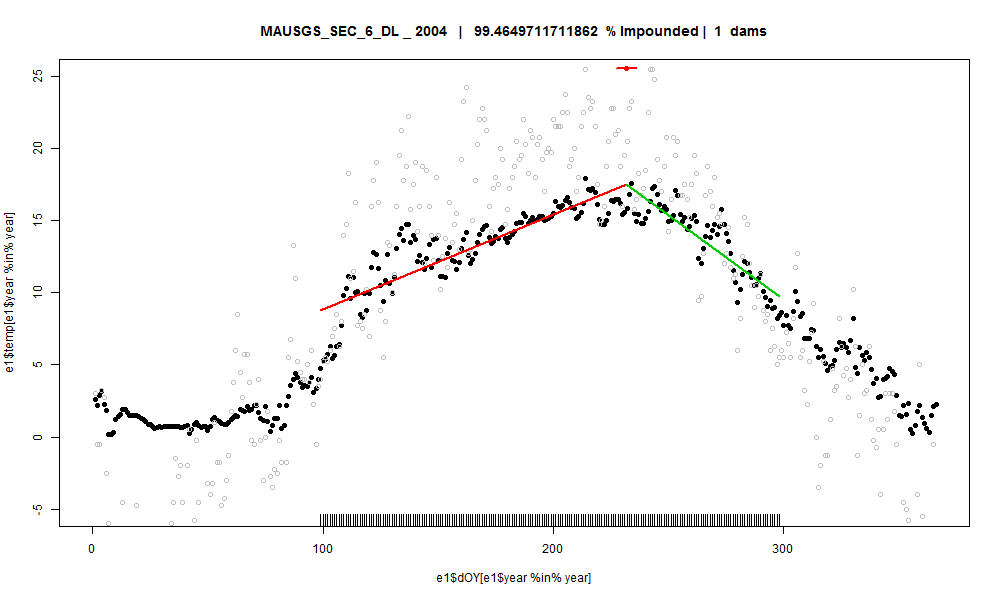 MAUSGS_SEC_6_DL _ 2004 | 99.4649711711862 % Impounded | 1 dams
25
20
15
10
5
0
-5
e1$temp[e1$year %in% year]
0 100 200 300
e1$dOY[e1$year %in% year]